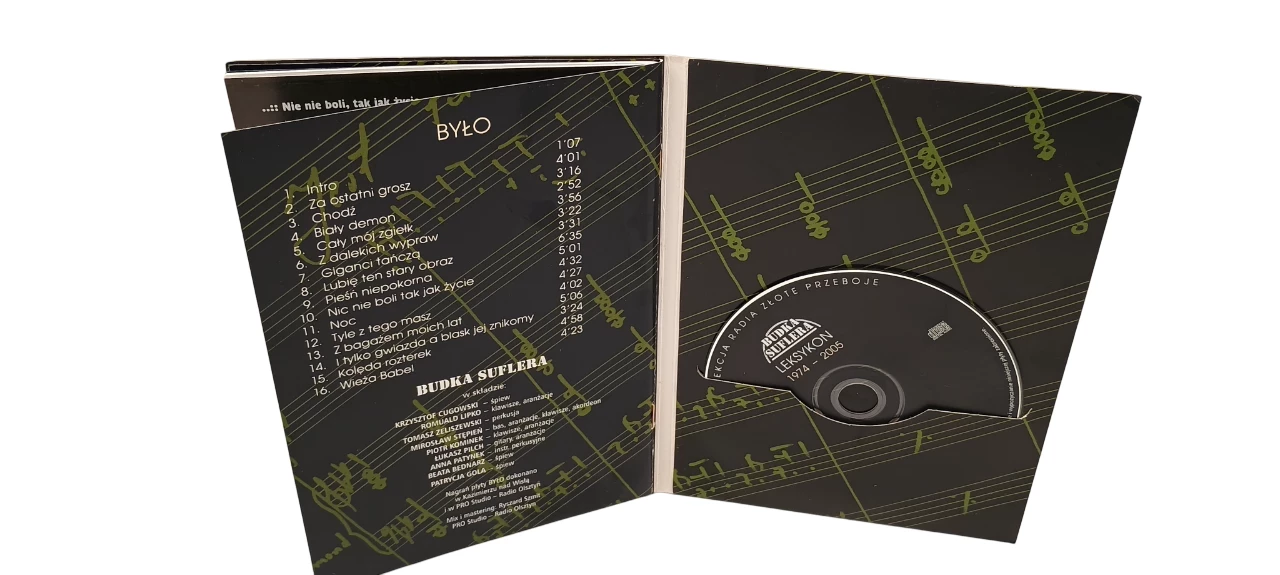 ..:: Nie nie boli, tak jak życie
BYŁO
1. Intro 1'07
2. Za ostatni grosz 4'01
3. Chodź 3'16
4. Biały demon 2'52
5. Cały mój zgiełk 3'56
6. Z dalekich wypraw 3'22
7. Giganci tańczą 3'31
8. Lubię ten stary obraz 6'35
9. Pieśń niepokorna 5'01
10. Nic nie boli tak jak życie 4'32
11. Noc 4'27
12. Tyle z tego masz 4'02
13. Z bagażem moich lat 5'06
14. I tylko gwiazda a blask jej znikomy 3'24
15. Kolęda rozterek 4'58
16. Wieża Babel 4'23
BUDKA SUFLERA
w składzie:
KRZYSZTOF CUGOWSKI – śpiew
ROMUALD LIPKO – klawisze, aranżacje
TOMASZ ZELISZEWSKI – perkusja
MIROSŁAW STĘPIEŃ – bas, aranżacje, klawisze, akordeon
PIOTR KOMINEK – klawisze, aranżacje
ŁUKASZ PILCH – gitary, aranżacje
ANNA PATYNEK – instr. perkusyjne
BEATA BEDNARZ – śpiew
PATRYCJA GOLA – śpiew
Nagrań płyty BYŁO dokonano
w Kazimierzu nad Wisłą
i w PRO Studio – Radio Olsztyn
Mix i mastering: Ryszard Szmit
PRO Studio – Radio Olsztyn
EKCJA RADIA ZŁOTE PRZEBOJE
BUDKA
SUFLERA
LEKSYKON
1974 – 2005